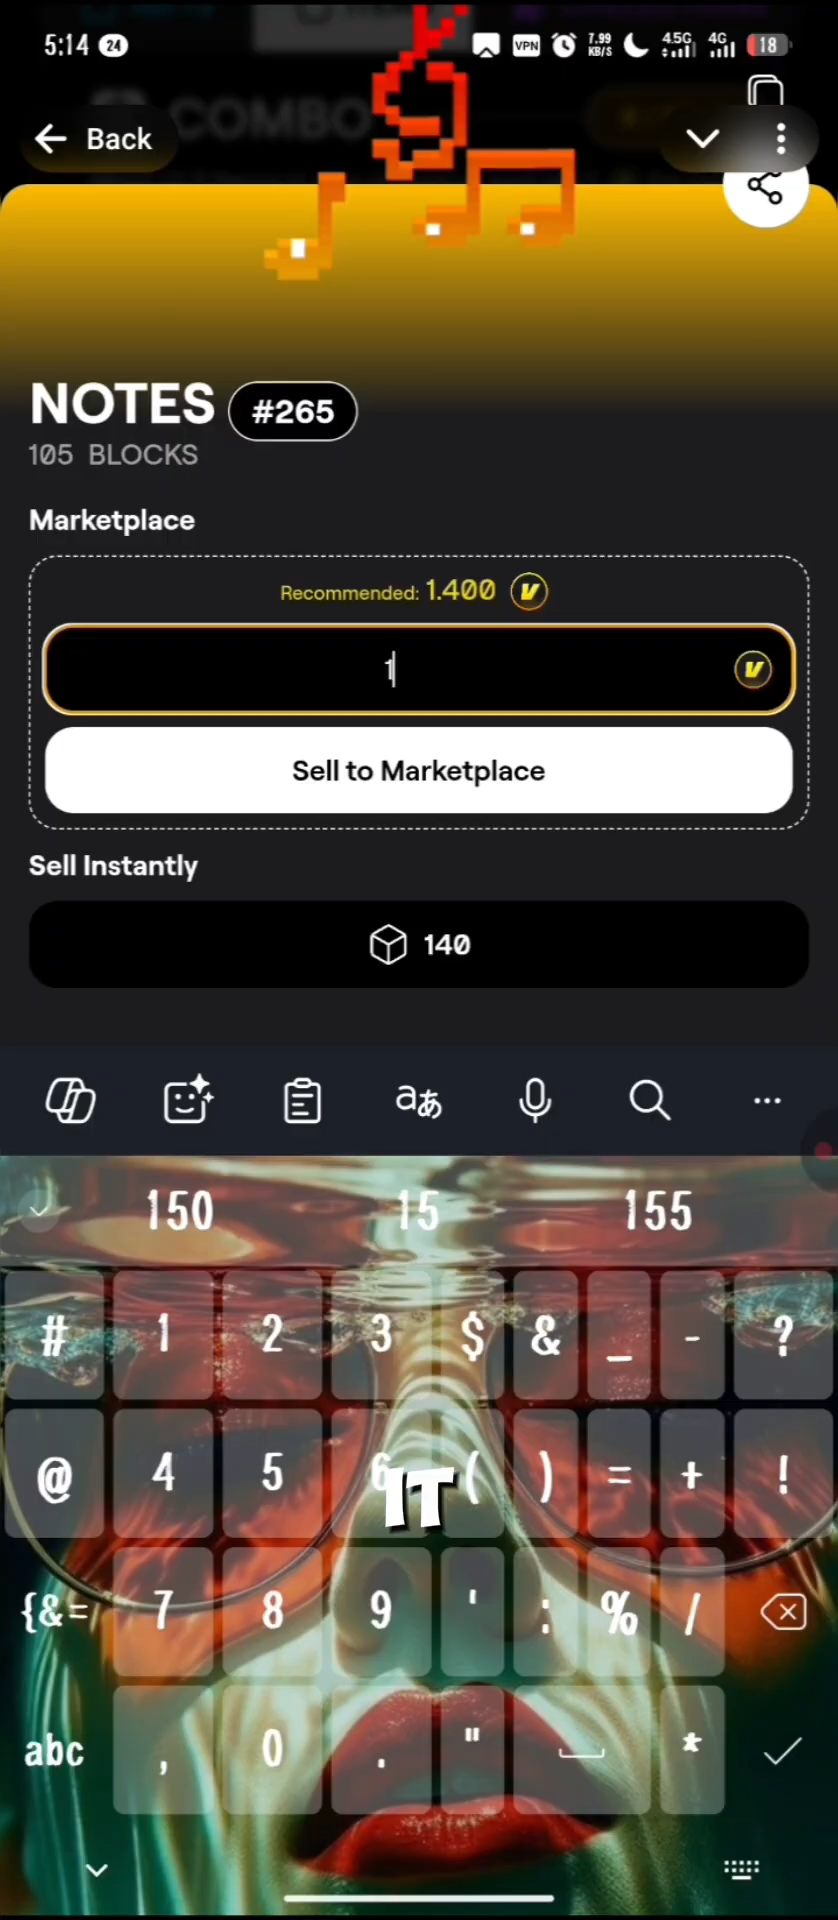 5:14 24 VPN 7.99 KB/S 4.5G 4G 18
COMBO
Back
NOTES #265
105 BLOCKS
Marketplace
Recommended: 1.400
1
Sell to Marketplace
Sell Instantly
140
aあ
150 15 155
# 1 2 3 $ & _ - ?
@ 4 5 6 ( ) = + !
IT
{&= 7 8 9 ' : % /
abc , 0 . " *